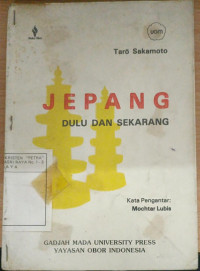 Tarō Sakamoto
JEPANG
DULU DAN SEKARANG
Kata Pengantar:
Mochtar Lubis
GADJAH MADA UNIVERSITY PRESS
YAYASAN OBOR INDONESIA